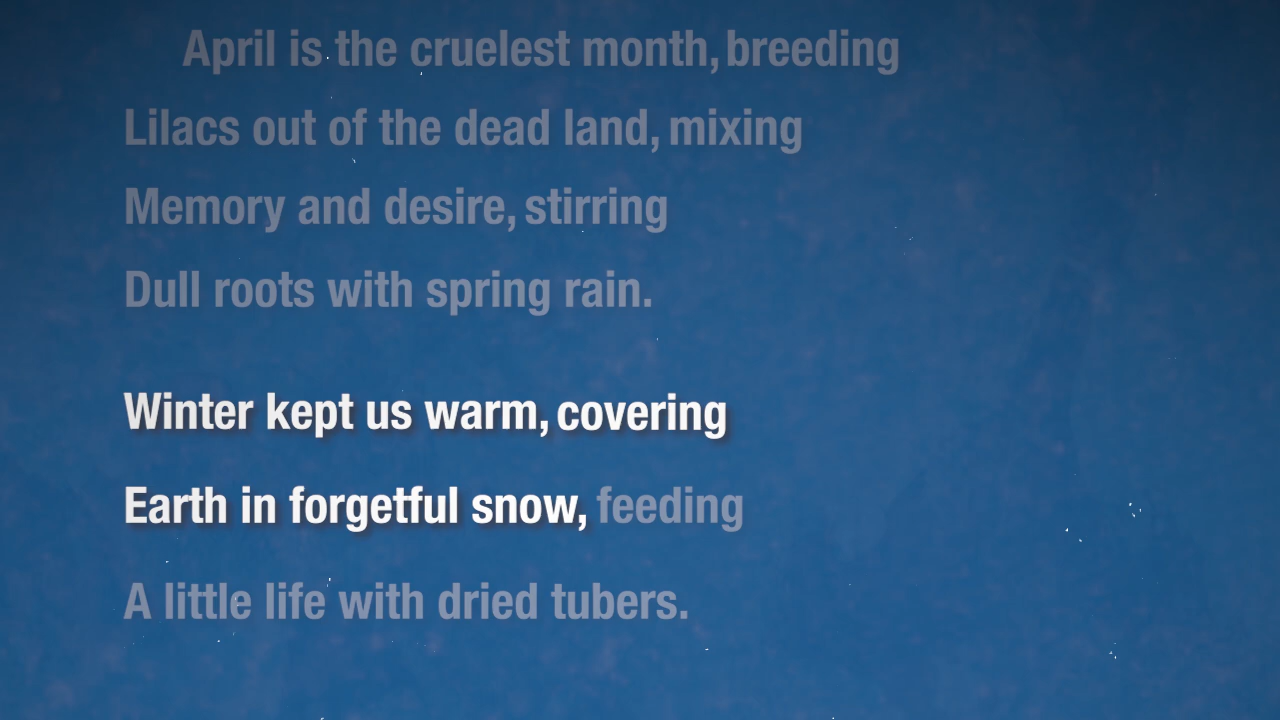 April is the cruelest month, breeding
Lilacs out of the dead land, mixing
Memory and desire, stirring
Dull roots with spring rain.
Winter kept us warm, covering
Earth in forgetful snow, feeding
A little life with dried tubers.